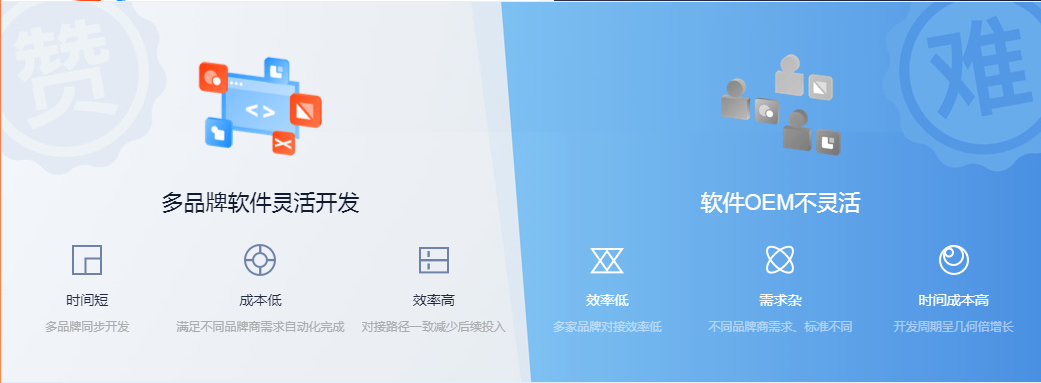 赞
多品牌软件灵活开发
时间短
多品牌同步开发
成本低
满足不同品牌商需求自动化完成
效率高
对接路径一致减少后续投入
难
软件OEM不灵活
效率低
多家品牌对接效率低
需求杂
不同品牌商需求、标准不同
时间成本高
开发周期呈几何倍增长